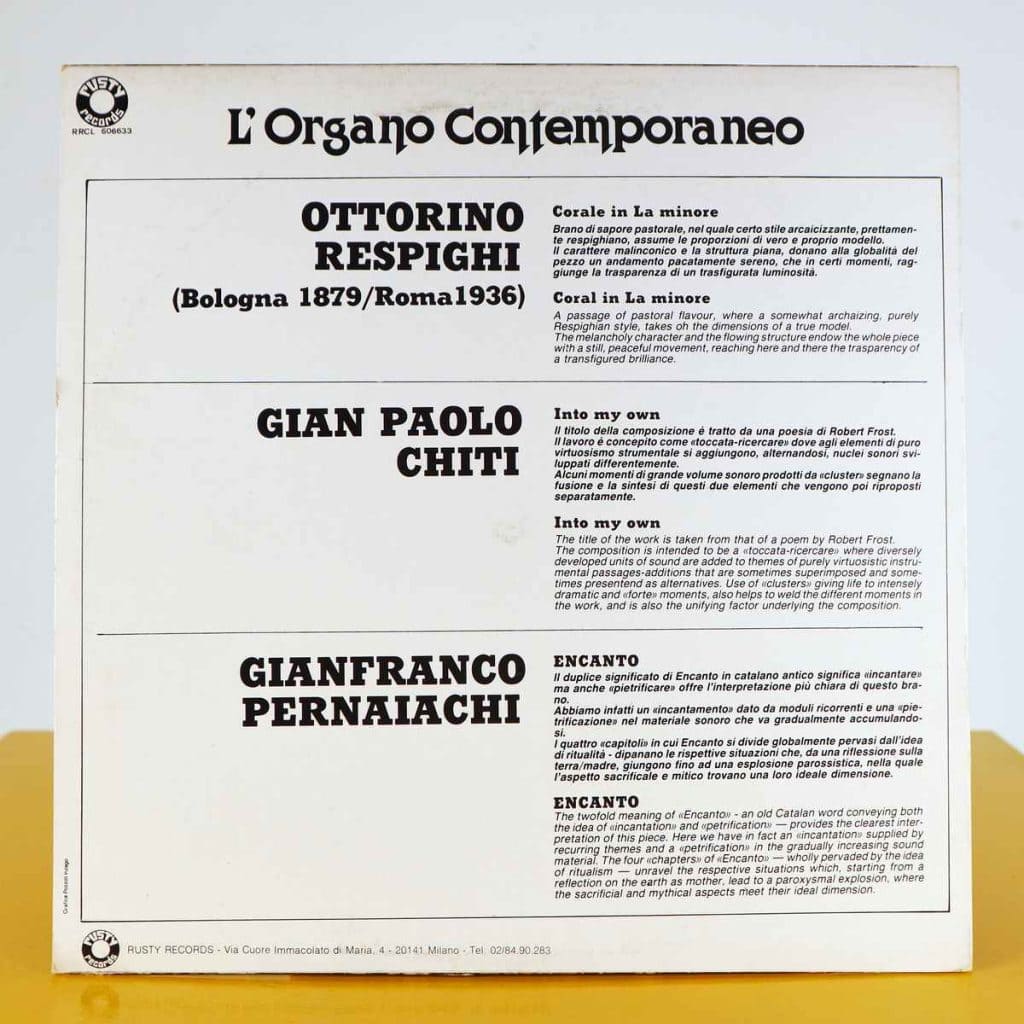 RUSTY
records
RRCL 606633
L'Organo Contemporaneo
OTTORINO
RESPIGHI
(Bologna 1879/Roma1936)
Corale in La minore
Brano di sapore pastorale, nel quale certo stile arcaicizzante, prettamen-
te respighiano, assume le proporzioni di vero e proprio modello.
Il carattere malinconico e la struttura piana, donano alla globalità del
pezzo un andamento pacatamente sereno, che in certi momenti, rag-
giunge la trasparenza di un trasfigurata luminosità.
Coral in La minore
A passage of pastoral flavour, where a somewhat archaizing, purely
Respighian style, takes oh the dimensions of a true model.
The melancholy character and the flowing structure endow the whole piece
with a still, peaceful movement, reaching here and there the trasparency of
a transfigured brilliance.
GIAN PAOLO
CHITI
Into my own
Il titolo della composizione è tratto da una poesia di Robert Frost.
Il lavoro é concepito come «toccata-ricercare» dove agli elementi di puro
virtuosismo strumentale si aggiungono, alternandosi, nuclei sonori svi-
luppati differentemente.
Alcuni momenti di grande volume sonoro prodotti da «cluster» segnano la
fusione e la sintesi di questi due elementi che vengono poi riproposti
separatamente.
Into my own
The title of the work is taken from that of a poem by Robert Frost.
The composition is intended to be a «toccata-ricercare» where diversely
developed units of sound are added to themes of purely virtuosistic instru-
mental passages-additions that are sometimes superimposed and some-
times presentend as alternatives. Use of «clusters» giving life to intensely
dramatic and «forte» moments, also helps to weld the different moments in
the work, and is also the unifying factor underlying the composition.
GIANFRANCO
PERNAIACHI
ENCANTO
Il duplice significato di Encanto in catalano antico significa «incantare»
ma anche «pietrificare» offre l'interpretazione più chiara di questo bra-
no.
Abbiamo infatti un «incantamento» dato da moduli ricorrenti e una «pie-
trificazione» nel materiale sonoro che va gradualmente accumulando-
si.
I quattro «capitoli» in cui Encanto si divide globalmente pervasi dall'idea
di ritualità - dipanano le rispettive situazioni che, da una riflessione sulla
terra/madre, giungono fino ad una esplosione parossistica, nella quale
l'aspetto sacrificale e mitico trovano una loro ideale dimensione.
ENCANTO
The twofold meaning of «Encanto» - an old Catalan word conveying both
the idea of «incantation» and «petrification» — provides the clearest inter-
pretation of this piece. Here we have in fact an «incantation» supplied by
recurring themes and a «petrification» in the gradually increasing sound
material. The four «chapters» of «Encanto» — wholly pervaded by the idea
of ritualism — unravel the respective situations which, starting from a
reflection on the earth as mother, lead to a paroxysmal explosion, where
the sacrificial and mythical aspects meet their ideal dimension.
Grafica
RUSTY
records
RUSTY RECORDS - Via Cuore Immacolato di Maria, 4 - 20141 Milano - Tel. 02/84.90.283